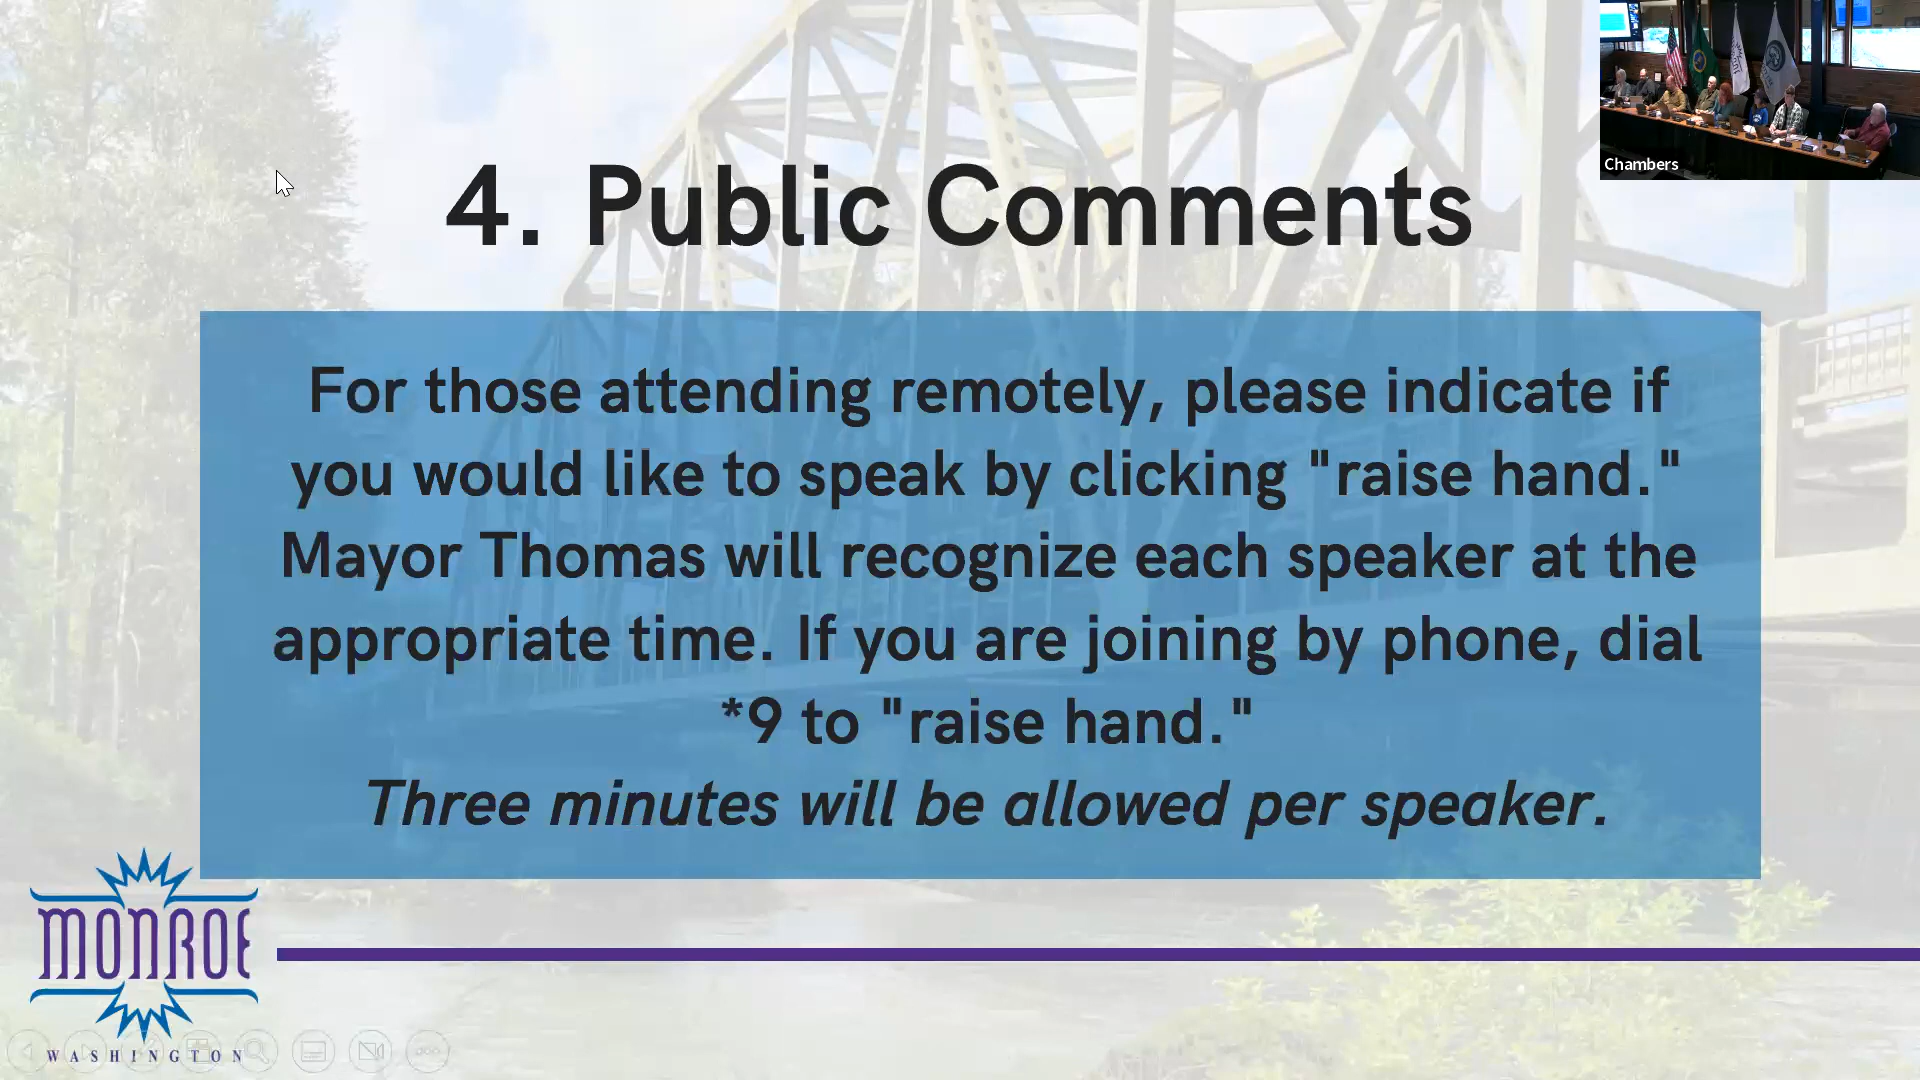 Chambers
4. Public Comments
For those attending remotely, please indicate if
you would like to speak by clicking "raise hand."
Mayor Thomas will recognize each speaker at the
appropriate time. If you are joining by phone, dial
*9 to "raise hand."
Three minutes will be allowed per speaker.
MONROE
WASHINGTON